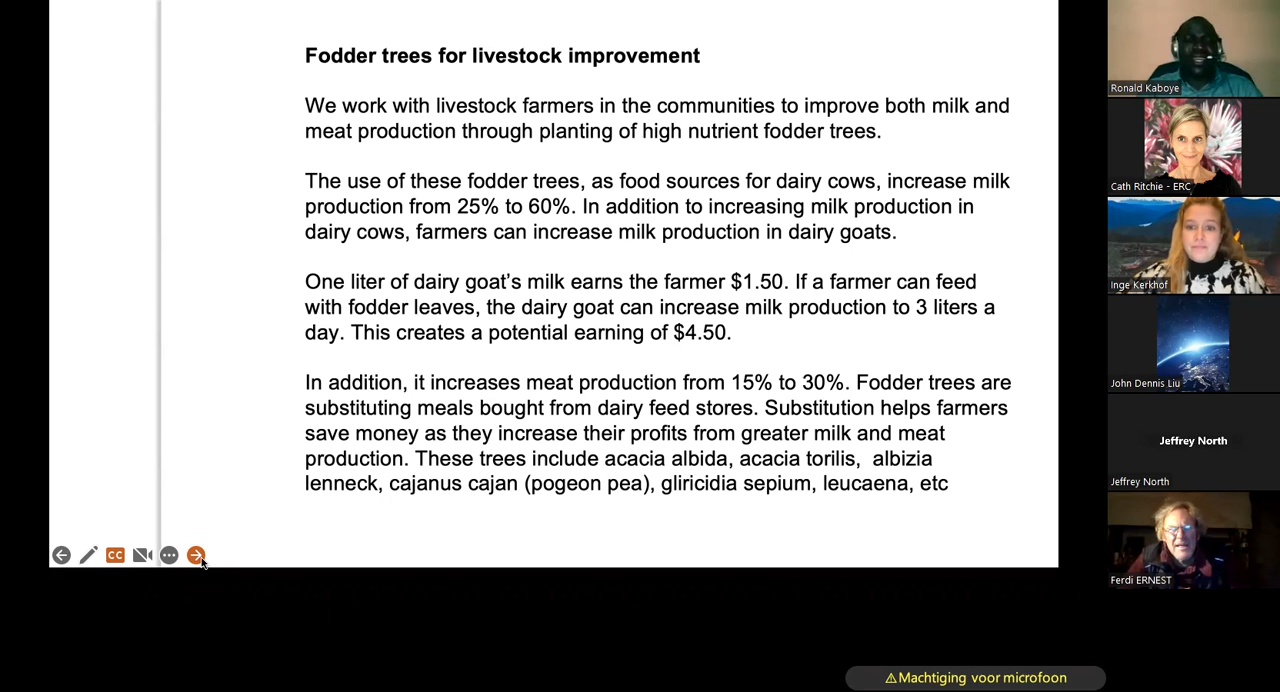 Fodder trees for livestock improvement
We work with livestock farmers in the communities to improve both milk and
meat production through planting of high nutrient fodder trees.
The use of these fodder trees, as food sources for dairy cows, increase milk
production from 25% to 60%. In addition to increasing milk production in
dairy cows, farmers can increase milk production in dairy goats.
One liter of dairy goat’s milk earns the farmer $1.50. If a farmer can feed
with fodder leaves, the dairy goat can increase milk production to 3 liters a
day. This creates a potential earning of $4.50.
In addition, it increases meat production from 15% to 30%. Fodder trees are
substituting meals bought from dairy feed stores. Substitution helps farmers
save money as they increase their profits from greater milk and meat
production. These trees include acacia albida, acacia torilis, albizia
lenneck, cajanus cajan (pogeon pea), gliricidia sepium, leucaena, etc
CC
Ronald Kaboye
Cath Ritchie - ERC
Inge Kerkhof
John Dennis Liu
Jeffrey North
Jeffrey North
Ferdi ERNEST
⚠Machtiging voor microfoon